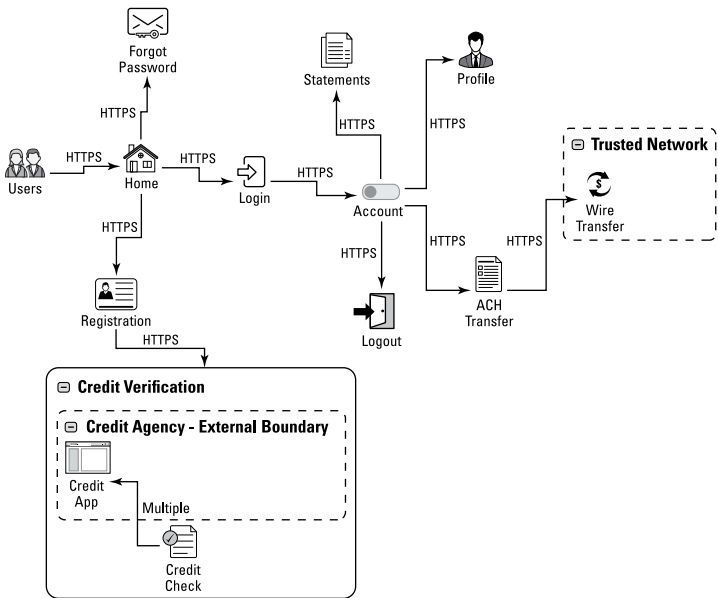 Forgot
Password
Statements
Profile
HTTPS
HTTPS
HTTPS
Trusted Network
HTTPS
HTTPS
HTTPS
$
Users
Home
Login
Account
Wire
Transfer
HTTPS
HTTPS
HTTPS
HTTPS
Registration
ACH
Transfer
Logout
HTTPS
Credit Verification
Credit Agency - External Boundary
Credit
App
Multiple
Credit
Check